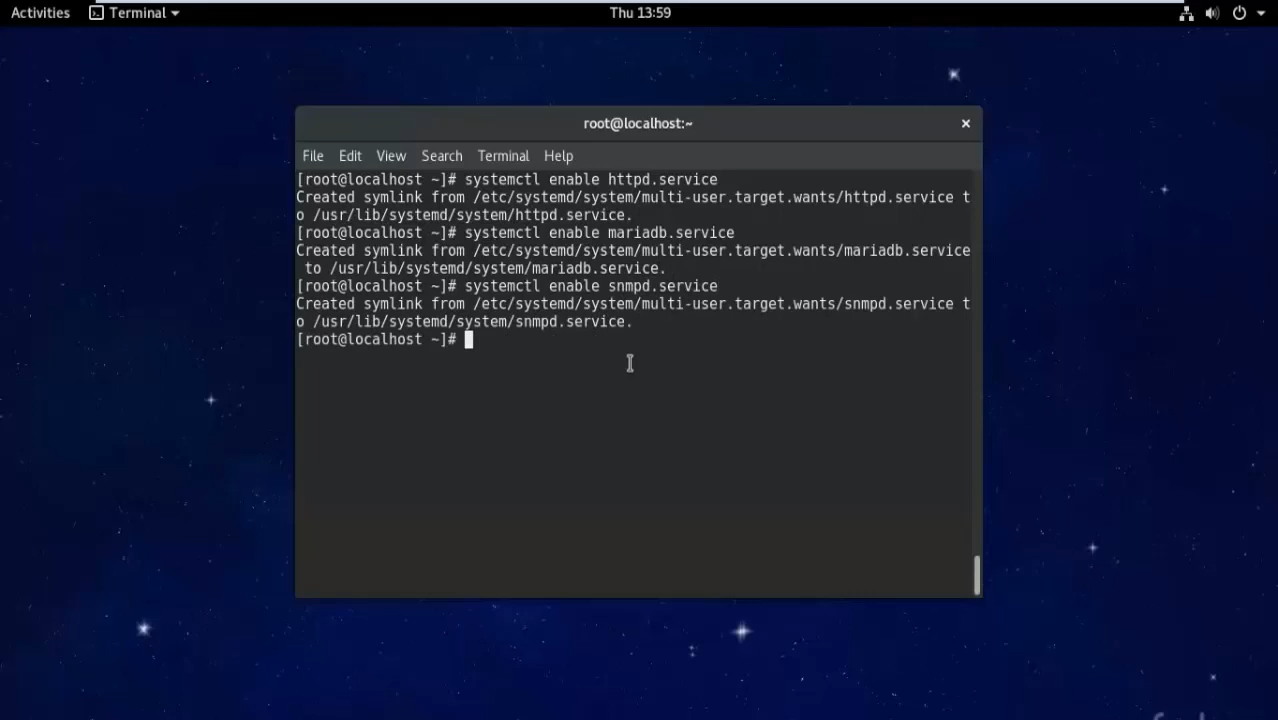 Activities Terminal Thu 13:59
root@localhost:~
File Edit View Search Terminal Help
[root@localhost ~]# systemctl enable httpd.service
Created symlink from /etc/systemd/system/multi-user.target.wants/httpd.service t
o /usr/lib/systemd/system/httpd.service.
[root@localhost ~]# systemctl enable mariadb.service
Created symlink from /etc/systemd/system/multi-user.target.wants/mariadb.service
 to /usr/lib/systemd/system/mariadb.service.
[root@localhost ~]# systemctl enable snmpd.service
Created symlink from /etc/systemd/system/multi-user.target.wants/snmpd.service t
o /usr/lib/systemd/system/snmpd.service.
[root@localhost ~]#